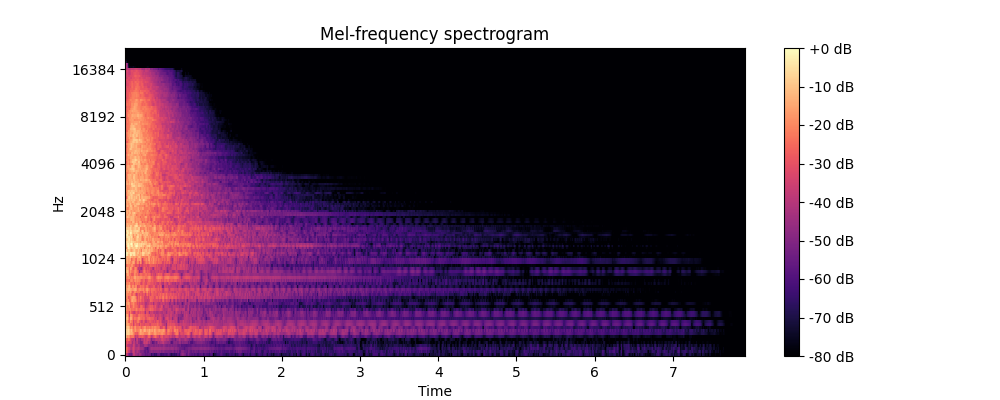 Mel-frequency spectrogram
Hz
16384
8192
4096
2048
1024
512
0
0 1 2 3 4 5 6 7
Time
+0 dB
-10 dB
-20 dB
-30 dB
-40 dB
-50 dB
-60 dB
-70 dB
-80 dB